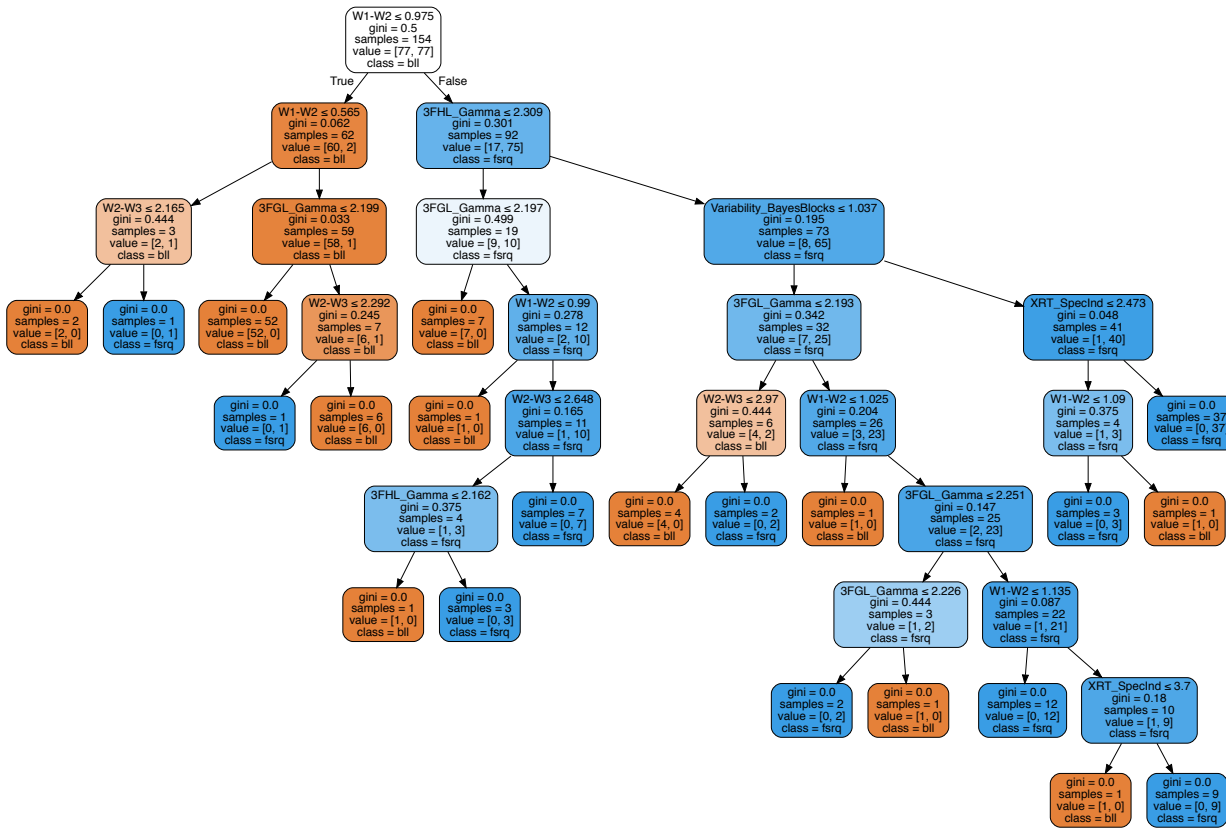 W1-W2 ≤ 0.975
gini = 0.5
samples = 154
value = [77, 77]
class = bll
True
False
W1-W2 ≤ 0.565
gini = 0.062
samples = 62
value = [60, 2]
class = bll
3FHL_Gamma ≤ 2.309
gini = 0.301
samples = 92
value = [17, 75]
class = fsrq
W2-W3 ≤ 2.165
gini = 0.444
samples = 3
value = [2, 1]
class = bll
3FGL_Gamma ≤ 2.199
gini = 0.033
samples = 59
value = [58, 1]
class = bll
3FGL_Gamma ≤ 2.197
gini = 0.499
samples = 19
value = [9, 10]
class = fsrq
Variability_BayesBlocks ≤ 1.037
gini = 0.195
samples = 73
value = [8, 65]
class = fsrq
gini = 0.0
samples = 2
value = [2, 0]
class = bll
gini = 0.0
samples = 1
value = [0, 1]
class = fsrq
gini = 0.0
samples = 52
value = [52, 0]
class = bll
W2-W3 ≤ 2.292
gini = 0.245
samples = 7
value = [6, 1]
class = bll
gini = 0.0
samples = 7
value = [7, 0]
class = bll
W1-W2 ≤ 0.99
gini = 0.278
samples = 12
value = [2, 10]
class = fsrq
3FGL_Gamma ≤ 2.193
gini = 0.342
samples = 32
value = [7, 25]
class = fsrq
XRT_SpecInd ≤ 2.473
gini = 0.048
samples = 41
value = [1, 40]
class = fsrq
gini = 0.0
samples = 1
value = [0, 1]
class = fsrq
gini = 0.0
samples = 6
value = [6, 0]
class = bll
gini = 0.0
samples = 1
value = [1, 0]
class = bll
W2-W3 ≤ 2.648
gini = 0.165
samples = 11
value = [1, 10]
class = fsrq
W2-W3 ≤ 2.97
gini = 0.444
samples = 6
value = [4, 2]
class = bll
W1-W2 ≤ 1.025
gini = 0.204
samples = 26
value = [3, 23]
class = fsrq
W1-W2 ≤ 1.09
gini = 0.375
samples = 4
value = [1, 3]
class = fsrq
gini = 0.0
samples = 37
value = [0, 37]
class = fsrq
3FHL_Gamma ≤ 2.162
gini = 0.375
samples = 4
value = [1, 3]
class = fsrq
gini = 0.0
samples = 7
value = [0, 7]
class = fsrq
gini = 0.0
samples = 4
value = [4, 0]
class = bll
gini = 0.0
samples = 2
value = [0, 2]
class = fsrq
gini = 0.0
samples = 1
value = [1, 0]
class = bll
3FGL_Gamma ≤ 2.251
gini = 0.147
samples = 25
value = [2, 23]
class = fsrq
gini = 0.0
samples = 3
value = [0, 3]
class = fsrq
gini = 0.0
samples = 1
value = [1, 0]
class = bll
gini = 0.0
samples = 1
value = [1, 0]
class = bll
gini = 0.0
samples = 3
value = [0, 3]
class = fsrq
3FGL_Gamma ≤ 2.226
gini = 0.444
samples = 3
value = [1, 2]
class = fsrq
W1-W2 ≤ 1.135
gini = 0.087
samples = 22
value = [1, 21]
class = fsrq
gini = 0.0
samples = 2
value = [0, 2]
class = fsrq
gini = 0.0
samples = 1
value = [1, 0]
class = bll
gini = 0.0
samples = 12
value = [0, 12]
class = fsrq
XRT_SpecInd ≤ 3.7
gini = 0.18
samples = 10
value = [1, 9]
class = fsrq
gini = 0.0
samples = 1
value = [1, 0]
class = bll
gini = 0.0
samples = 9
value = [0, 9]
class = fsrq